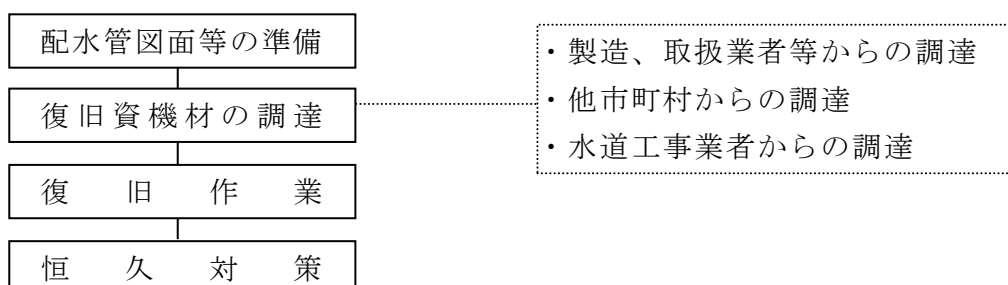 配水管図面等の準備
復旧資機材の調達
・製造、取扱業者等からの調達
・他市町村からの調達
・水道工事業者からの調達
復旧作業
恒久対策